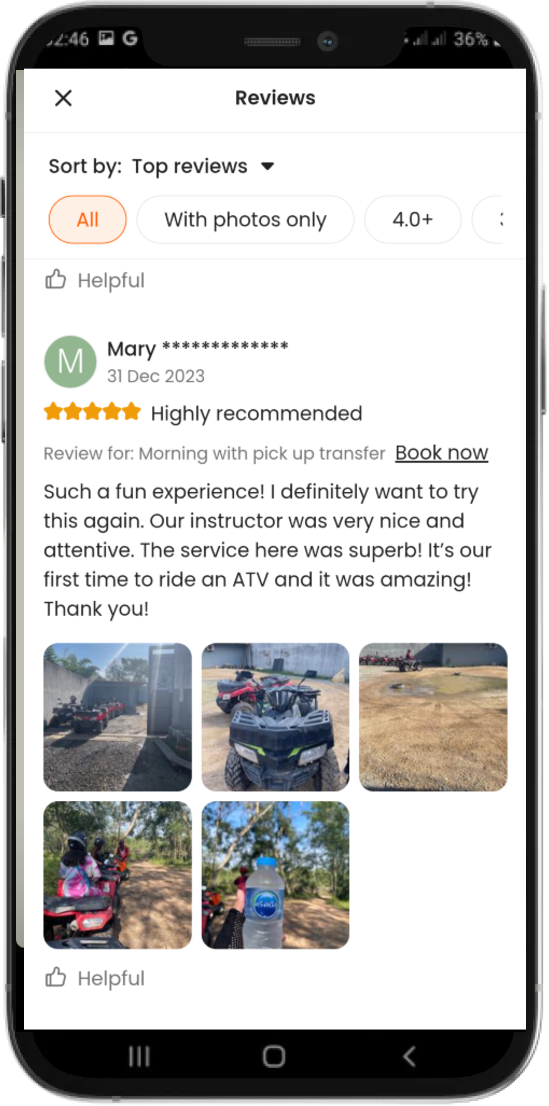 2:46 G 36%
Reviews
Sort by: Top reviews
All With photos only 4.0+
Helpful
M
Mary *************
31 Dec 2023
Highly recommended
Review for: Morning with pick up transfer Book now
Such a fun experience! I definitely want to try
this again. Our instructor was very nice and
attentive. The service here was superb! It’s our
first time to ride an ATV and it was amazing!
Thank you!
Helpful